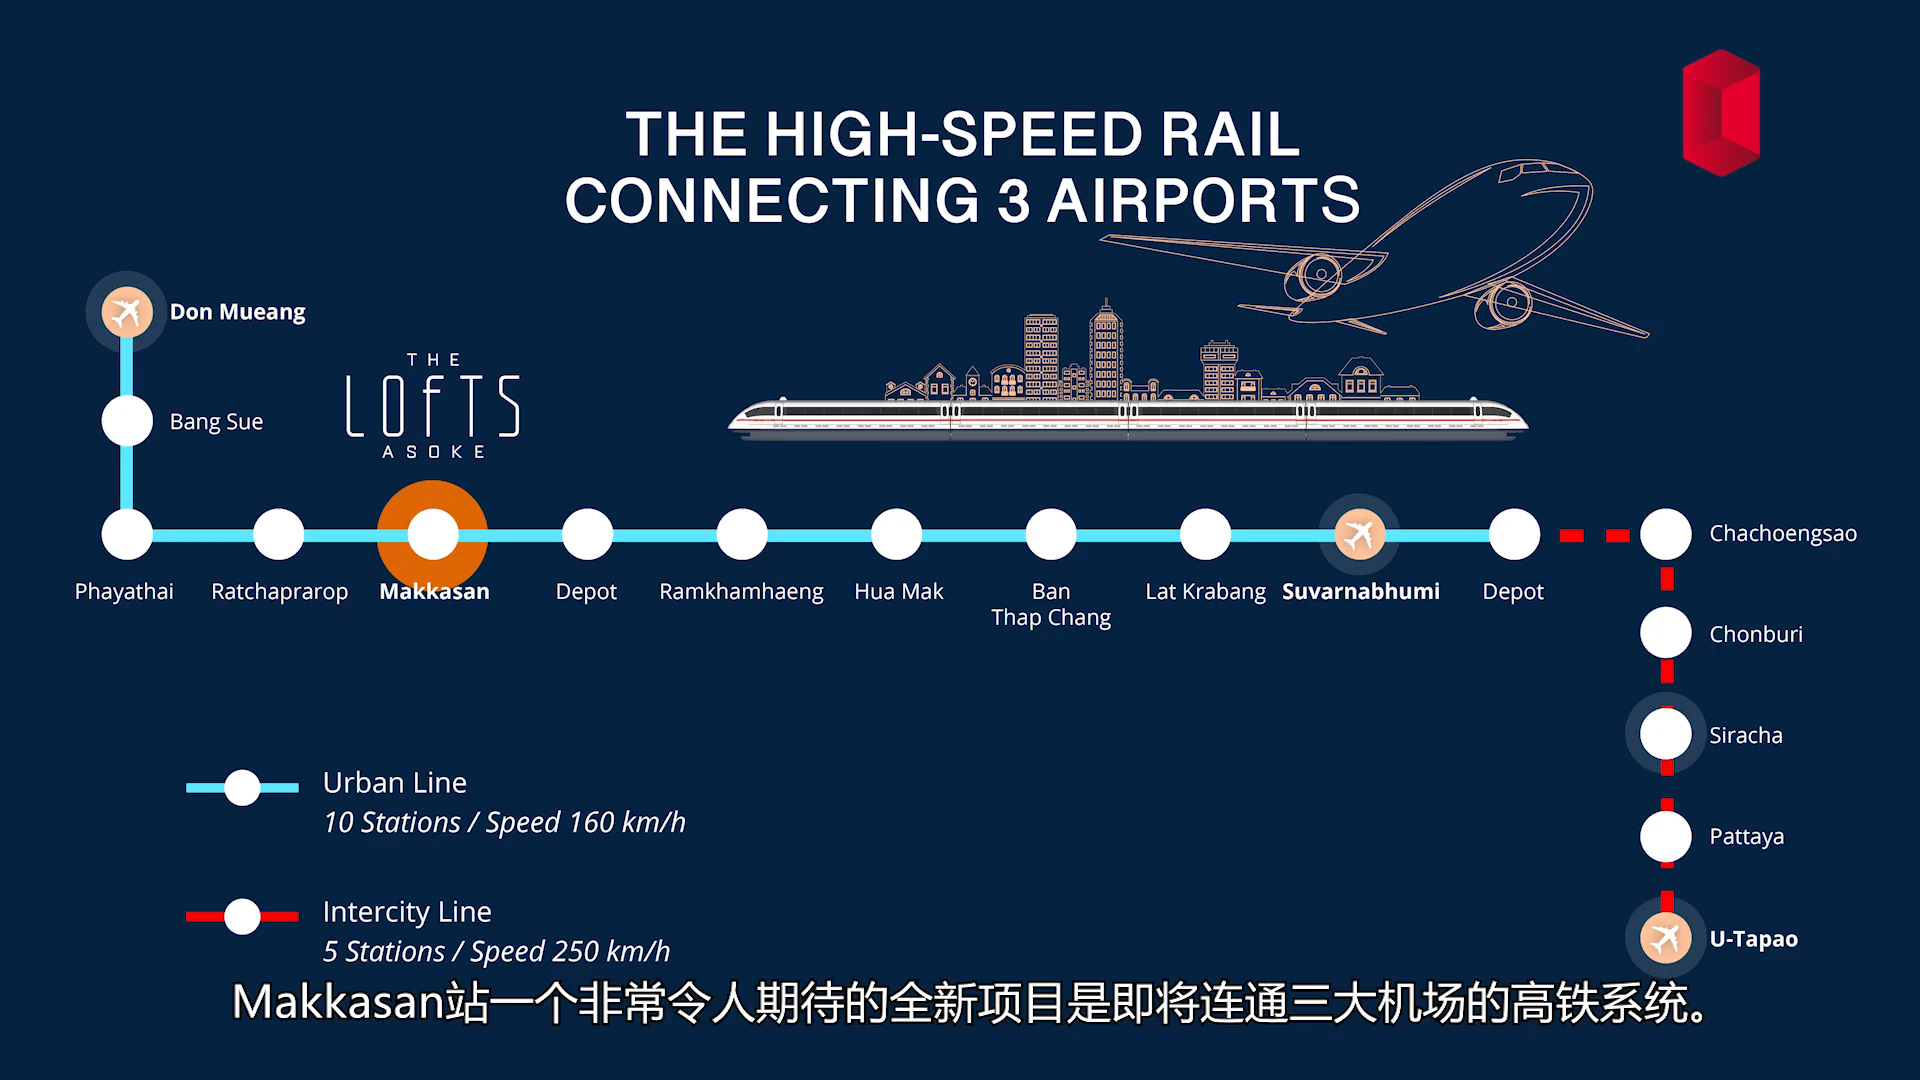 THE HIGH-SPEED RAIL
CONNECTING 3 AIRPORTS
Don Mueang
THE
LOfTS
ASOKE
Bang Sue
Phayathai
Ratchaprarop
Makkasan
Depot
Ramkhamhaeng
Hua Mak
Ban
Thap Chang
Lat Krabang
Suvarnabhumi
Depot
Chachoengsao
Chonburi
Siracha
Pattaya
U-Tapao
Urban Line
10 Stations / Speed 160 km/h
Intercity Line
5 Stations / Speed 250 km/h
Makkasan站一个非常令人期待的全新项目是即将连通三大机场的高铁系统。